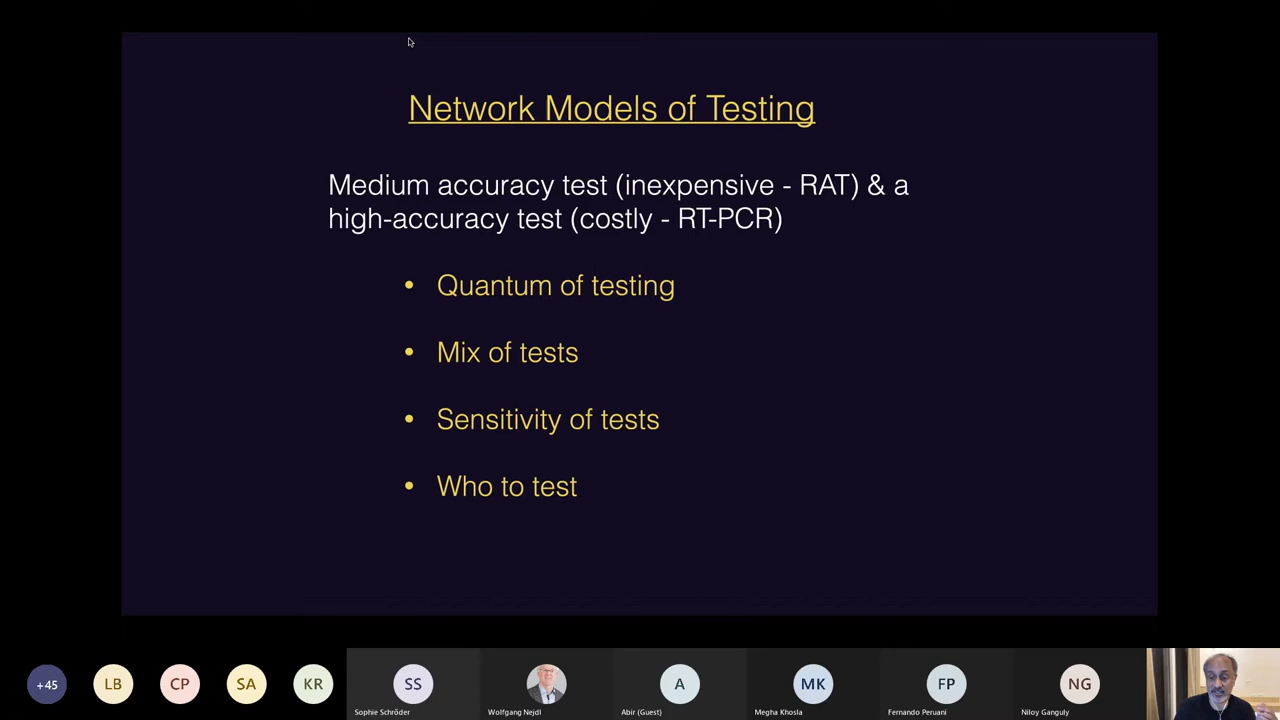 Network Models of Testing
Medium accuracy test (inexpensive - RAT) & a
high-accuracy test (costly - RT-PCR)
• Quantum of testing
• Mix of tests
• Sensitivity of tests
• Who to test
+45
LB
CP
SA
KR
SS
A
MK
FP
NG
Sophie Schröder
Wolfgang Nejdl
Abir (Guest)
Megha Khosla
Fernando Peruani
Niloy Ganguly